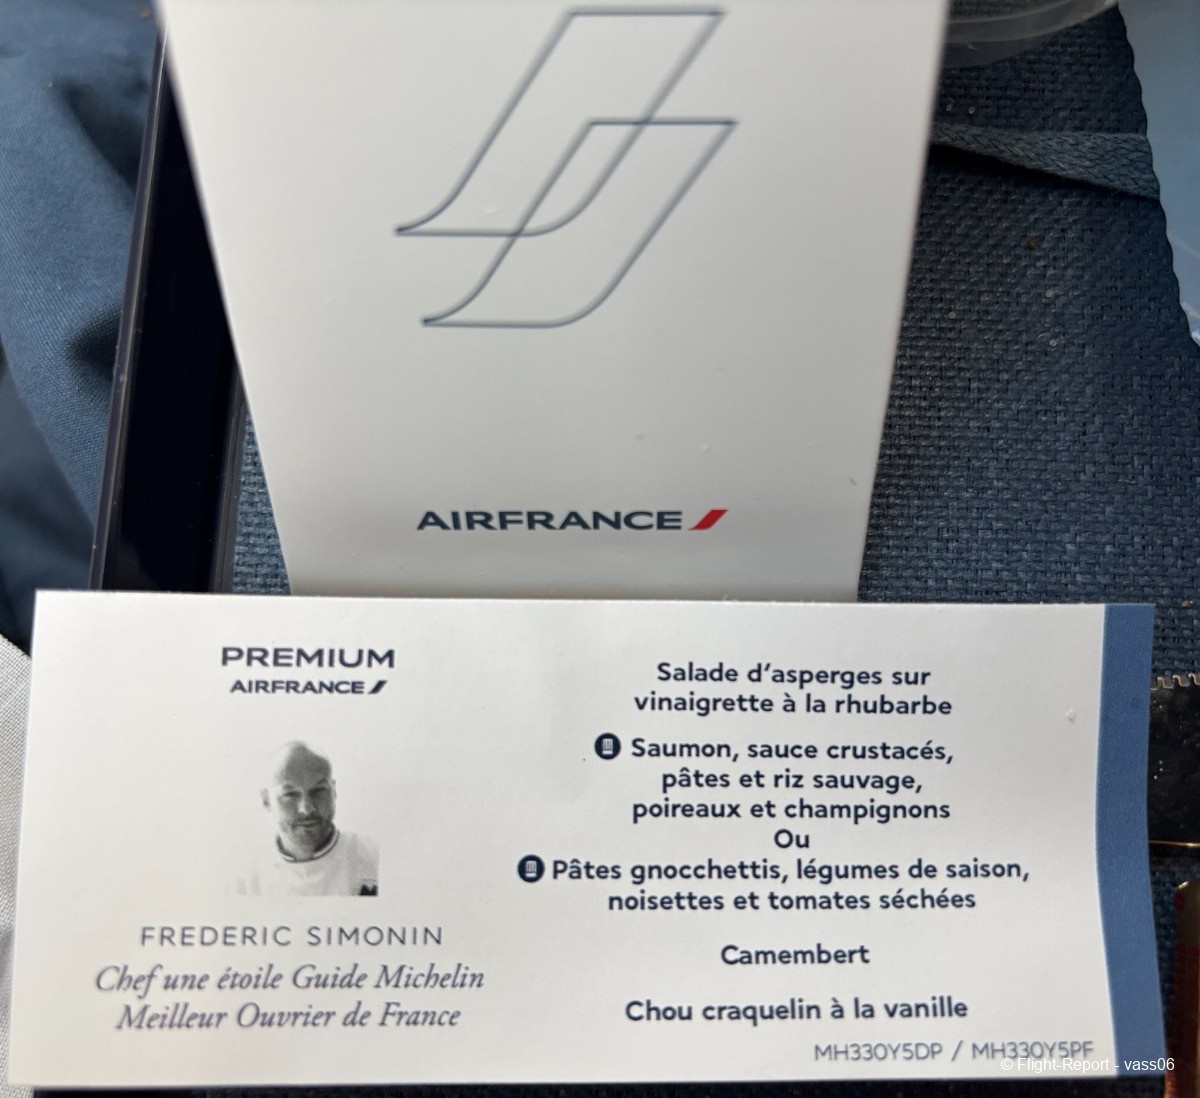 AIRFRANCE
PREMIUM
AIRFRANCE
FREDERIC SIMONIN
Chef une étoile Guide Michelin
Meilleur Ouvrier de France
Salade d'asperges sur
vinaigrette à la rhubarbe
Saumon, sauce crustacés,
pâtes et riz sauvage,
poireaux et champignons
Ou
Pâtes gnocchettis, légumes de saison,
noisettes et tomates séchées
Camembert
Chou craquelin à la vanille
MH330Y5DP / MH330Y5PF
© Flight-Report - vass06